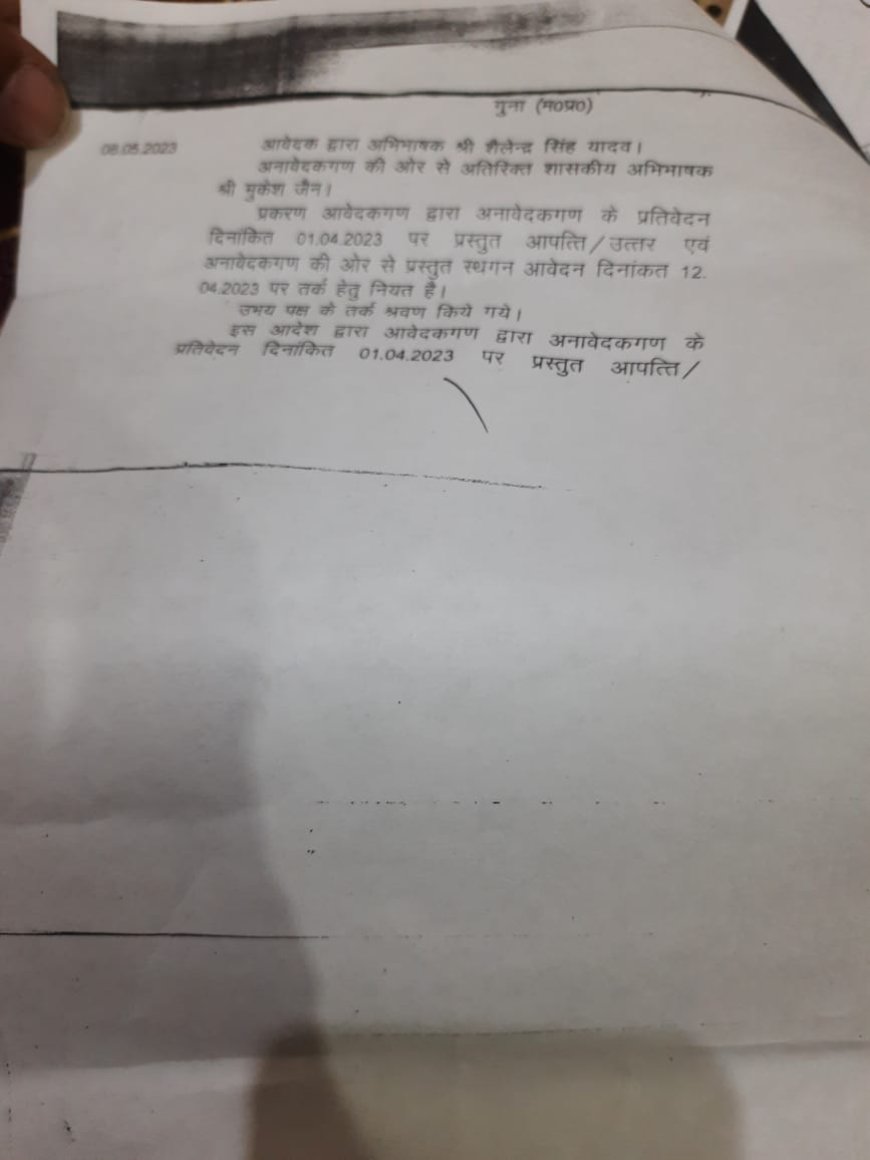 गुना (म0प्र0)
08.05.2023 आवेदक द्वारा अभिभाषक श्री शैलेन्द्र सिंह यादव।
अनावेदकगण की ओर से अतिरिक्त शासकीय अभिभाषक
श्री मुकेश जैन।
प्रकरण आवेदकगण द्वारा अनावेदकगण के प्रतिवेदन
दिनांकित 01.04.2023 पर प्रस्तुत आपत्ति/उत्तर एवं
अनावेदकगण की ओर से प्रस्तुत स्थगन आवेदन दिनांकत 12.
04.2023 पर तर्क हेतु नियत है।
उभय पक्ष के तर्क श्रवण किये गये।
इस आदेश द्वारा आवेदकगण द्वारा अनावेदकगण के
प्रतिवेदन दिनांकित 01.04.2023 पर प्रस्तुत आपत्ति/